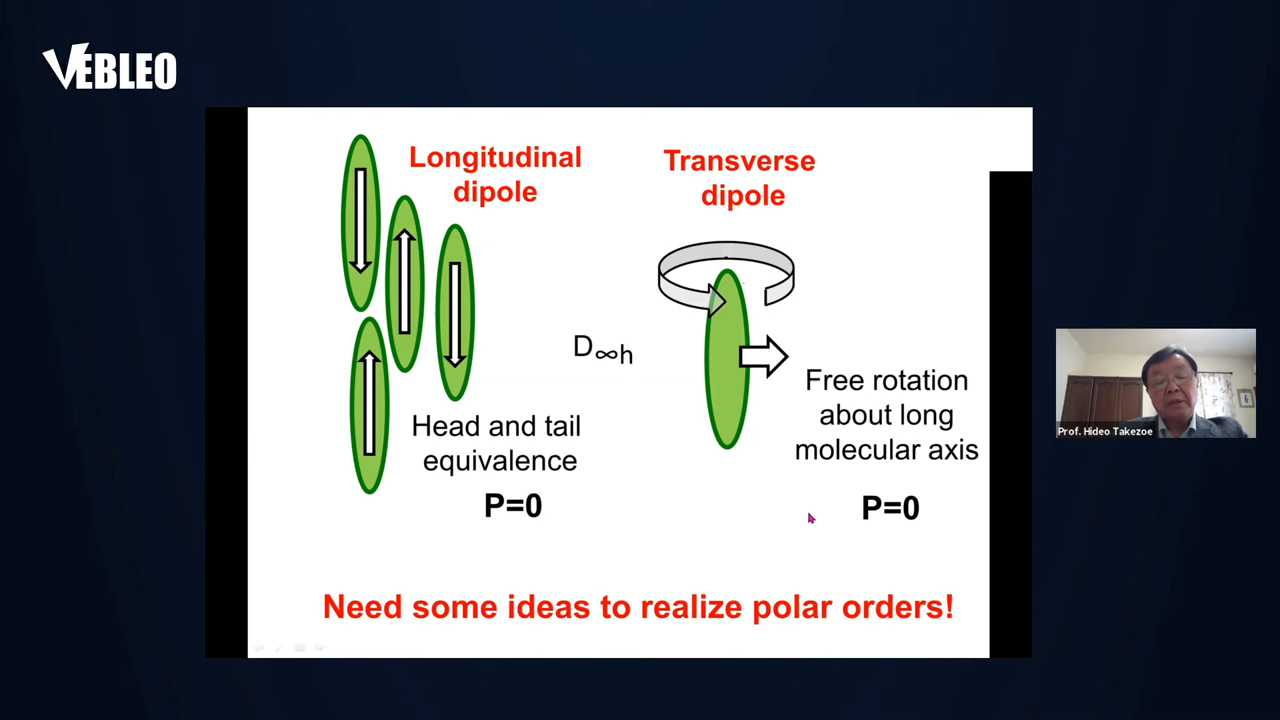 VEBLEO
Longitudinal
dipole
Transverse
dipole
D∞h
Head and tail
equivalence
P=0
Free rotation
about long
molecular axis
P=0
Need some ideas to realize polar orders!
Prof. Hideo Takezoe